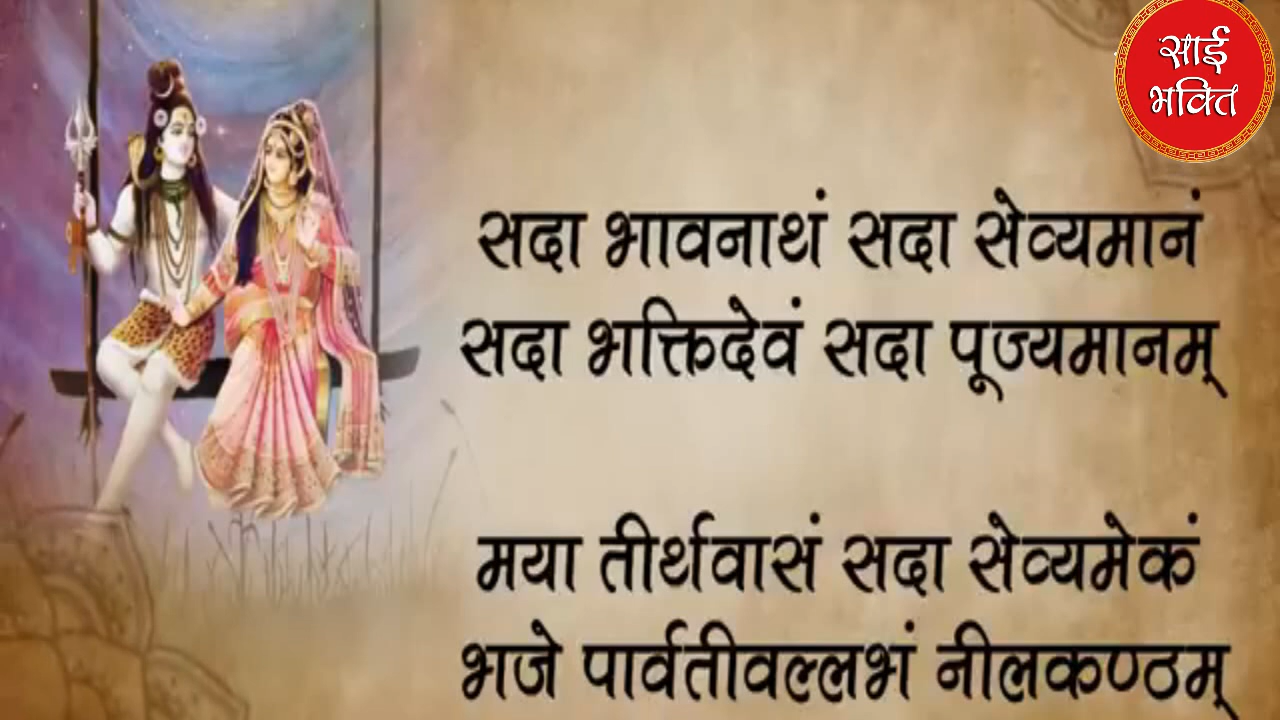 साई
भक्ति
सदा भावनाथं सदा सेव्यमानं
सदा भक्तिदेवं सदा पूज्यमानम्
मया तीर्थवासं सदा सेव्यमेकं
भजे पार्वतीवल्लभं नीलकण्ठम्